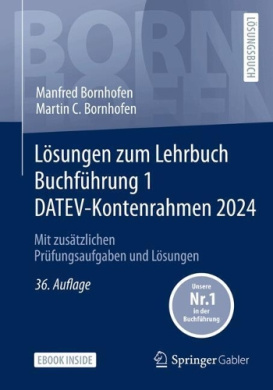 BORN
HOFEN
LÖSUNGSBUCH
Manfred Bornhofen
Martin C. Bornhofen
Lösungen zum Lehrbuch
Buchführung 1
DATEV-Kontenrahmen 2024
Mit zusätzlichen
Prüfungsaufgaben und Lösungen
36. Auflage
Unsere
Nr.1
in der
Buchführung
EBOOK INSIDE
Springer Gabler